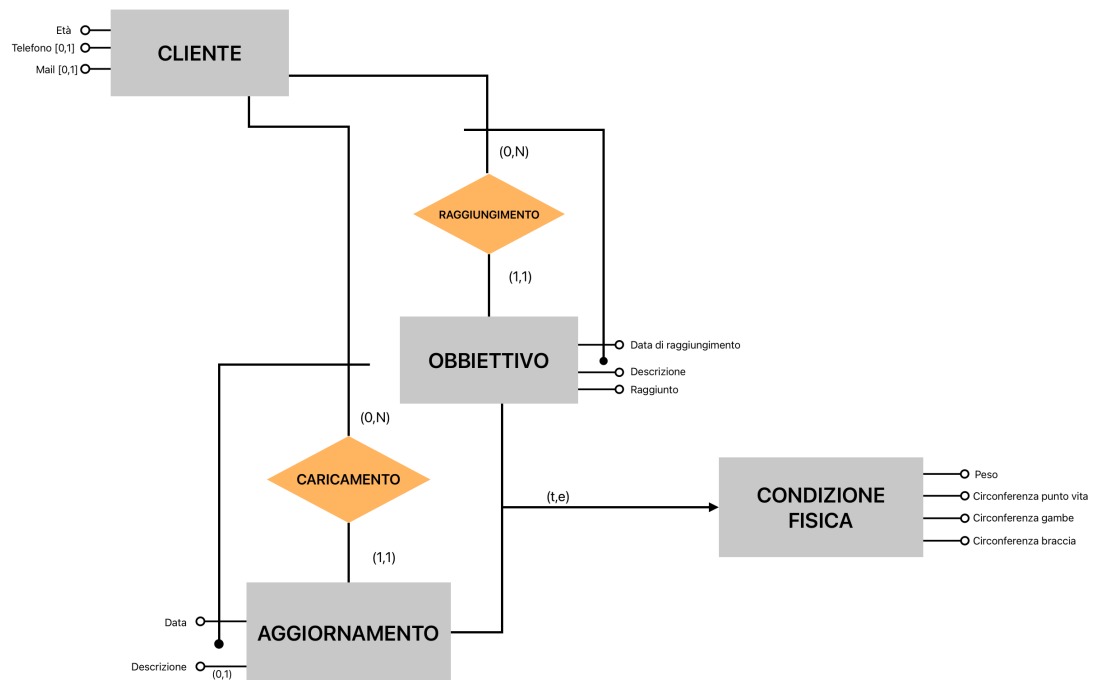 Età
Telefono [0,1]
Mail [0,1]
CLIENTE
(0,N)
RAGGIUNGIMENTO
(1,1)
OBBIETTIVO
Data di raggiungimento
Descrizione
Raggiunto
(0,N)
CARICAMENTO
(1,1)
(t,e)
CONDIZIONE
FISICA
Peso
Circonferenza punto vita
Circonferenza gambe
Circonferenza braccia
Data
Descrizione
(0,1)
AGGIORNAMENTO